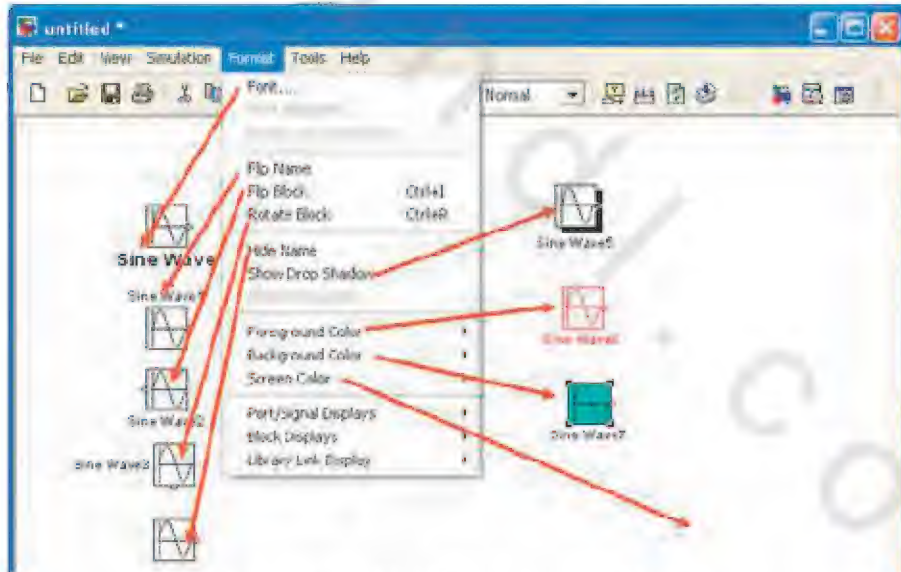 untitled *
File Edit View Simulation Format Tools Help
Normal
Font...
Flip Name
Flip Block Ctrl+I
Rotate Block Ctrl+R
Hide Name
Show Drop Shadow
Foreground Color
Background Color
Screen Color
Port/Signal Displays
Block Displays
Library Link Display
Sine Wave
Sine Wave1
Sine Wave2
Sine Wave3
Sine Wave5
Sine Wave6
Sine Wave7